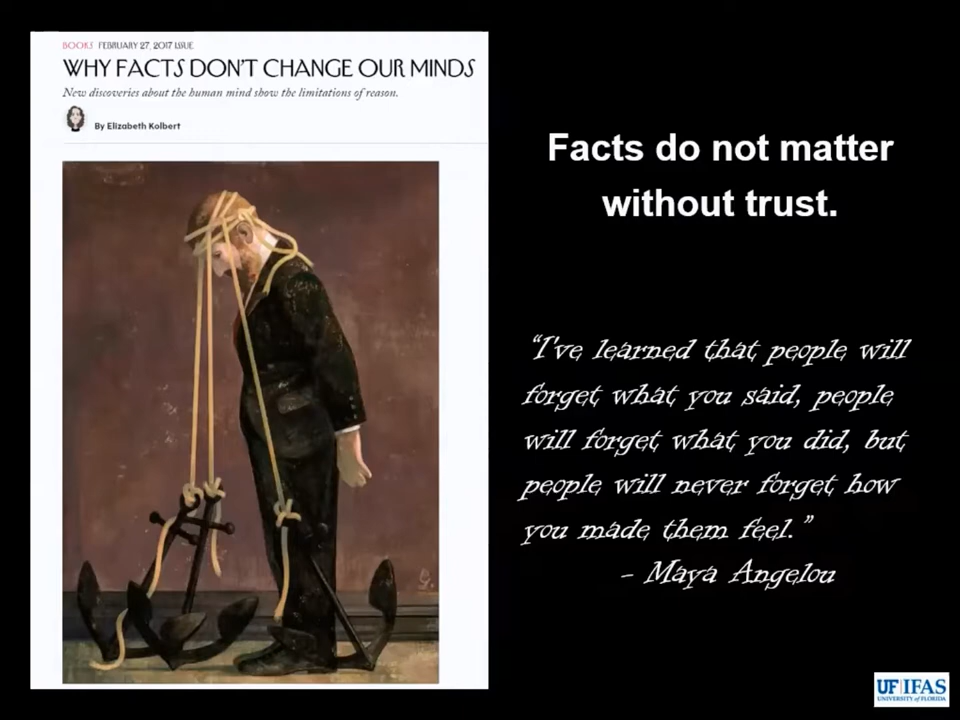 BOOKS FEBRUARY 27, 2017 ISSUE
WHY FACTS DON'T CHANGE OUR MINDS
New discoveries about the human mind show the limitations of reason.
By Elizabeth Kolbert
Facts do not matter
without trust.
“I've learned that people will
forget what you said, people
will forget what you did, but
people will never forget how
you made them feel.”
– Maya Angelou
UF IFAS
UNIVERSITY of FLORIDA